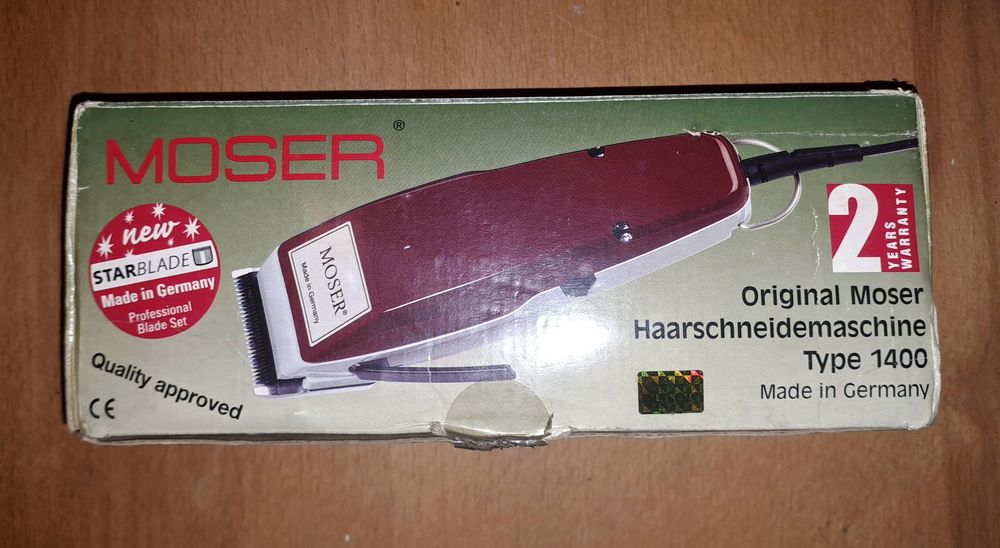 MOSER®
new
STARBLADE
Made in Germany
Professional
Blade Set
MOSER®
Made in Germany
2
YEARS
WARRANTY
Original Moser
Haarschneidemaschine
Type 1400
Made in Germany
Quality approved
CE